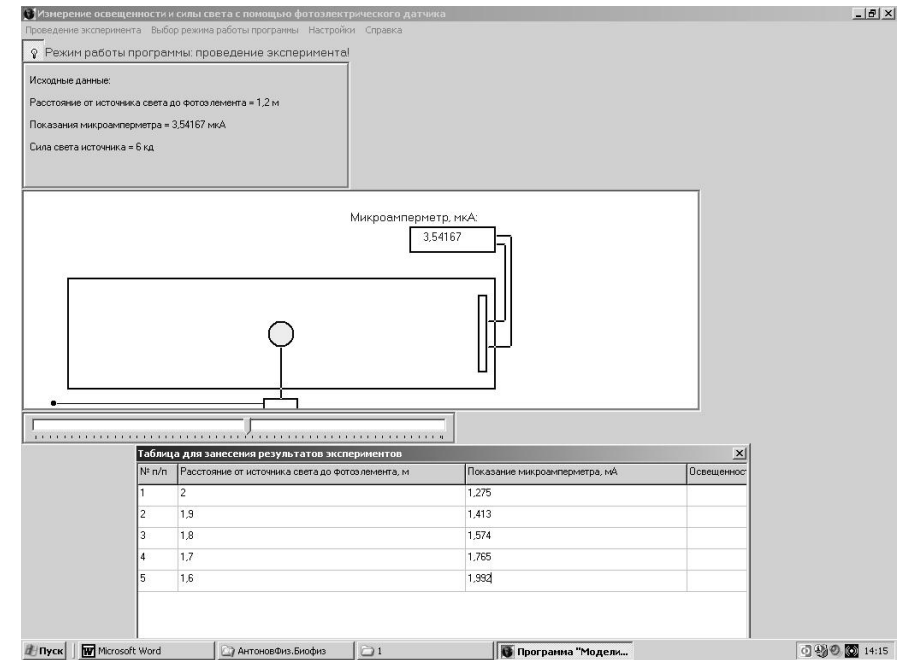 Измерение освещенности и силы света с помощью фотоэлектрического датчика
Проведение эксперимента Выбор режима работы программы Настройки Справка
Режим работы программы: проведение эксперимента!
Исходные данные:
Расстояние от источника света до фотоэлемента = 1,2 м
Показания микроамперметра = 3,54167 мкА
Сила света источника = 6 кд
Микроамперметр, мкА:
3,54167
Таблица для занесения результатов экспериментов
№ п/п Расстояние от источника света до фотоэлемента, м Показание микроамперметра, мА Освещенност
1 2 1,275
2 1,9 1,413
3 1,8 1,574
4 1,7 1,765
5 1,6 1,992
Пуск Microsoft Word АнтоновФиз.Биофиз 1 Программа "Модели... 14:15